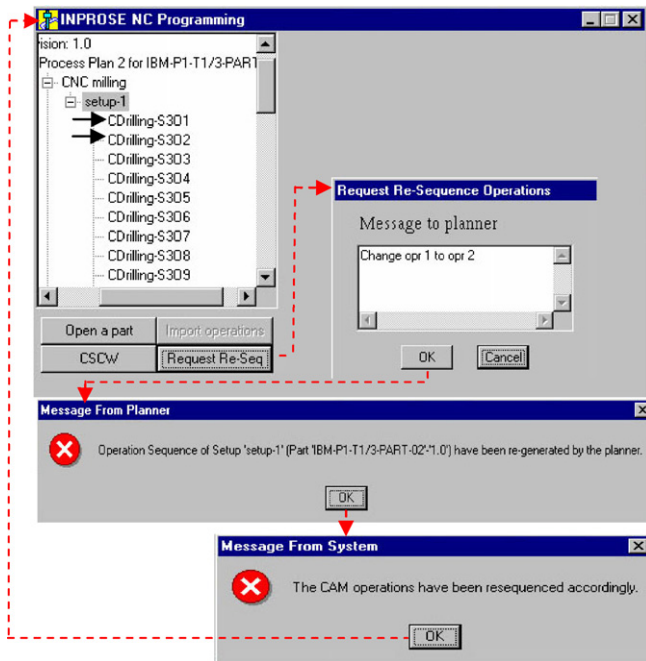 INPROSE NC Programming
ision: 1.0
Process Plan 2 for IBM-P1-T1/3-PART
CNC milling
setup-1
CDrilling-S301
CDrilling-S302
CDrilling-S303
CDrilling-S304
CDrilling-S305
CDrilling-S306
CDrilling-S307
CDrilling-S308
CDrilling-S309
Open a part
Import operations
CSCW
Request Re-Seq
Request Re-Sequence Operations
Message to planner
Change opr 1 to opr 2
OK
Cancel
Message From Planner
Operation Sequence of Setup 'setup-1' (Part 'IBM-P1-T1/3-PART-02'-'1.0') have been re-generated by the planner.
OK
Message From System
The CAM operations have been resequenced accordingly.
OK